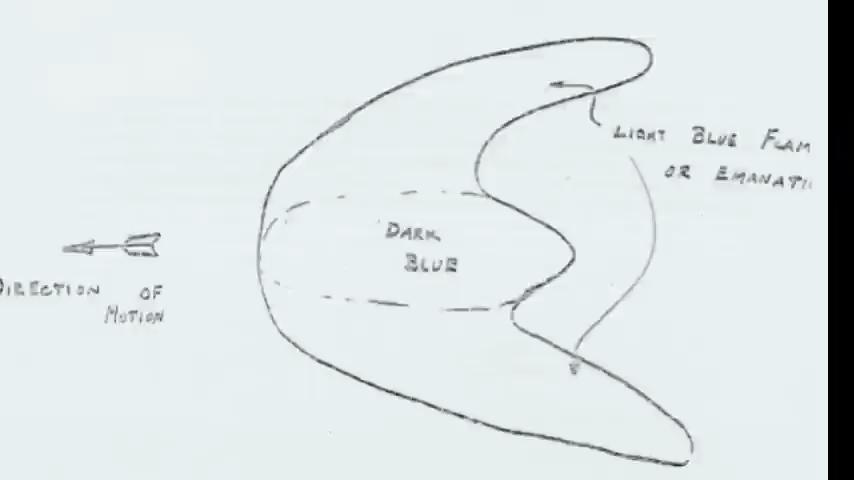 LIGHT BLUE FLAM
OR EMANATI
DARK
BLUE
DIRECTION OF
MOTION